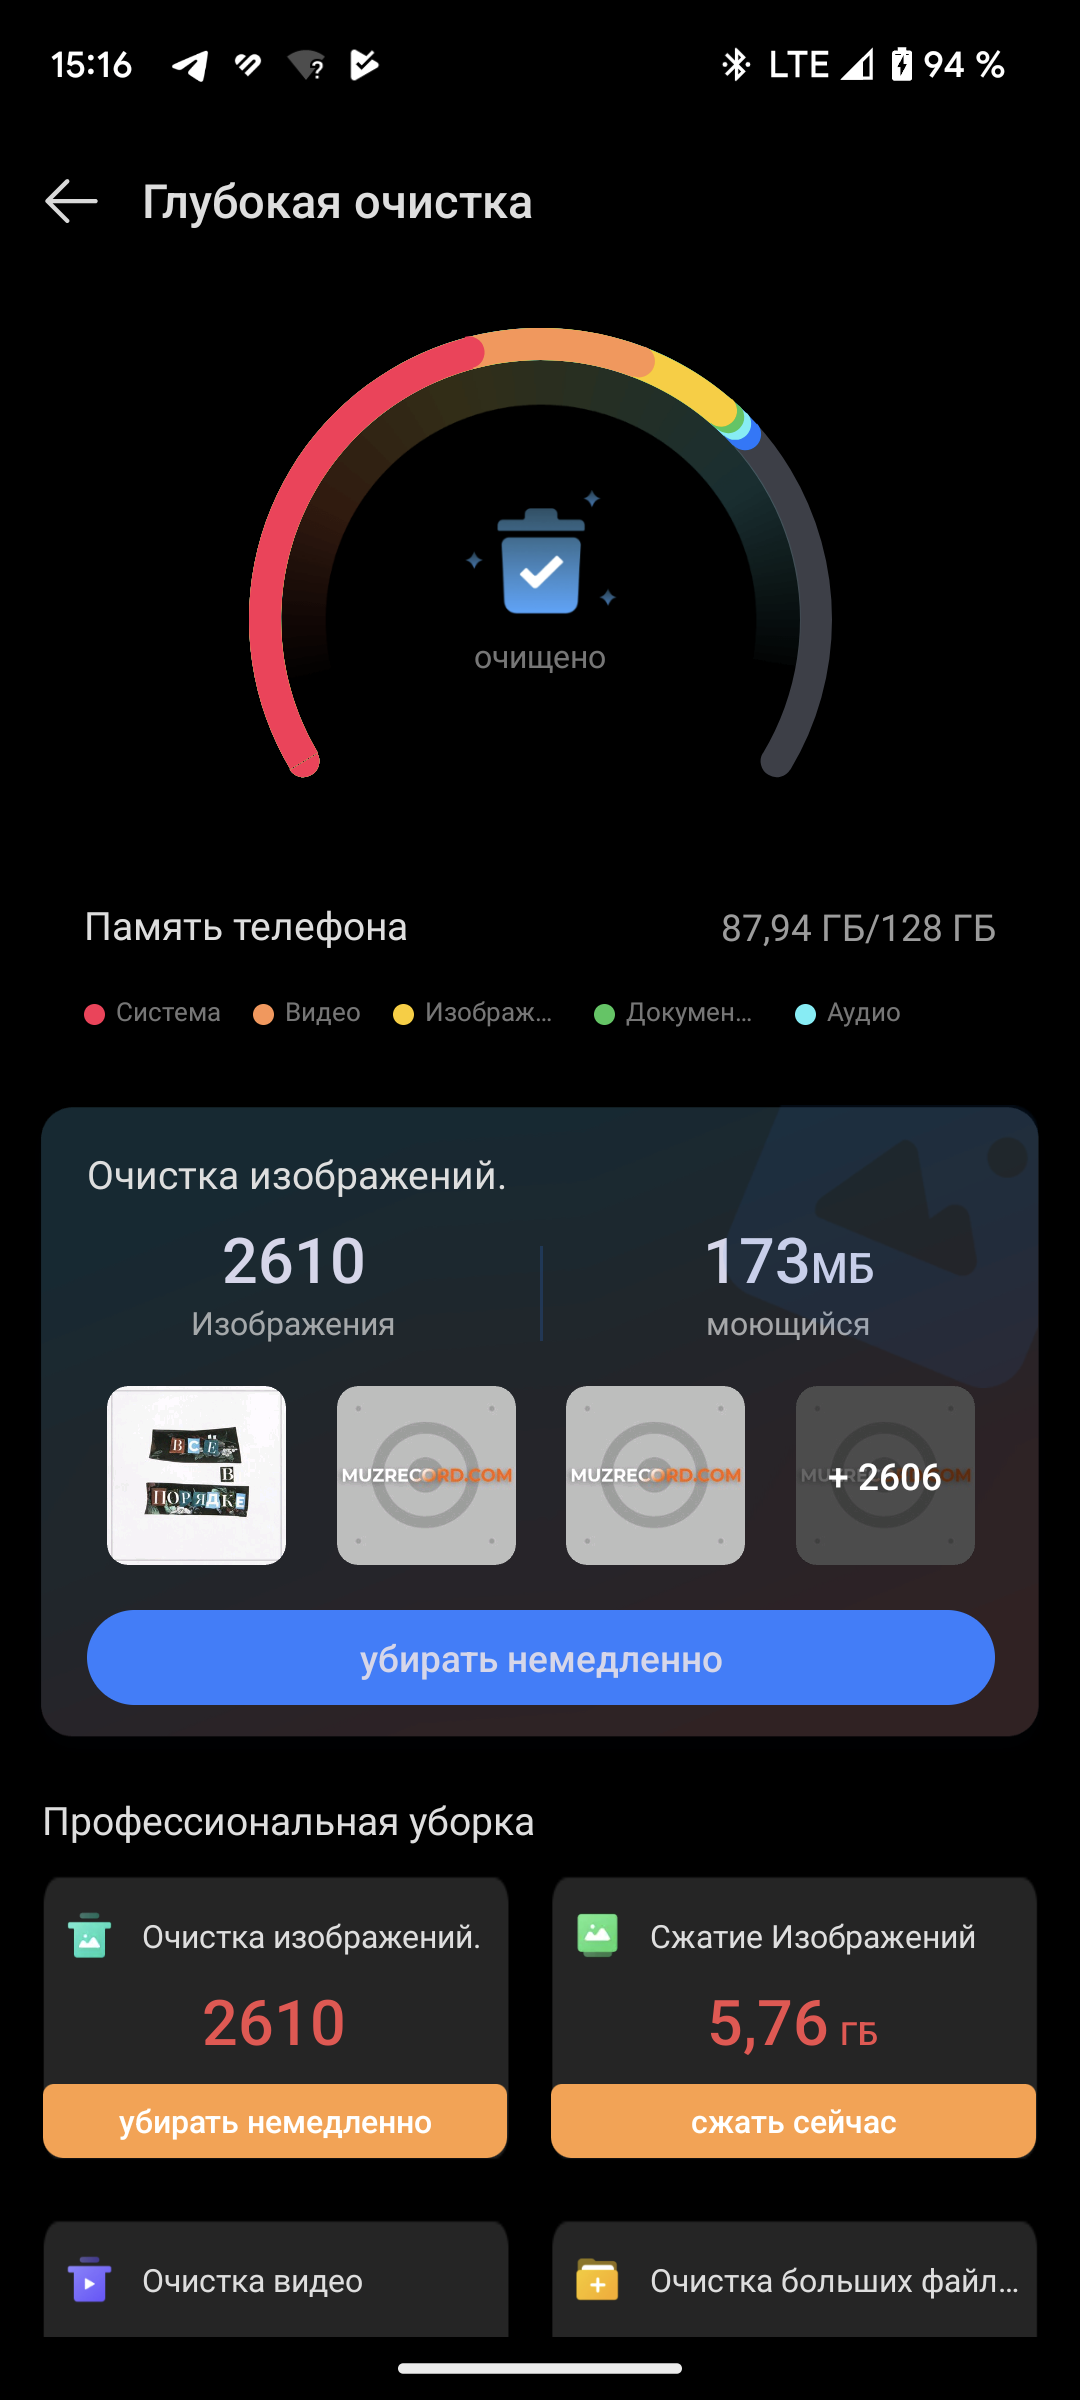 15:16 LTE 94 %
Глубокая очистка
очищено
Память телефона 87,94 ГБ/128 ГБ
Система Видео Изображ... Докумен... Аудио
Очистка изображений.
2610 173МБ
Изображения моющийся
ВСЁ
В
ПОРЯДКЕ
MUZRECORD.COM MUZRECORD.COM + 2606
убирать немедленно
Профессиональная уборка
Очистка изображений. Сжатие Изображений
2610 5,76 ГБ
убирать немедленно сжать сейчас
Очистка видео Очистка больших файл...